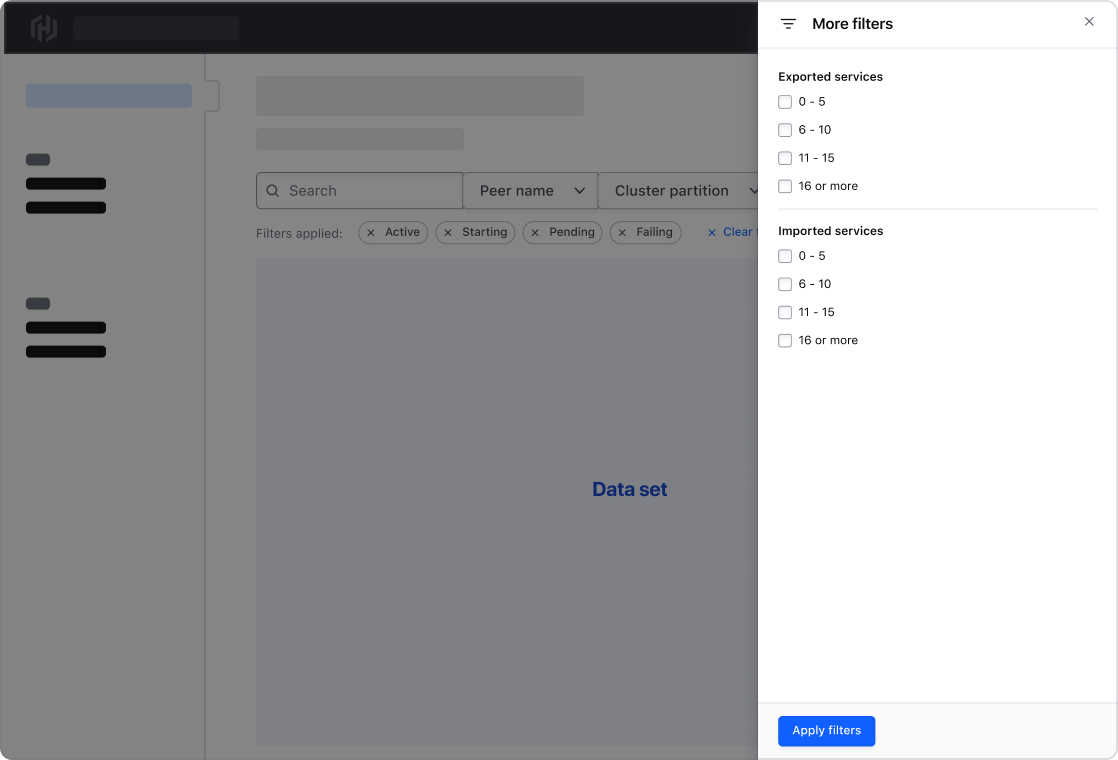 More filters
Exported services
0 - 5
6 - 10
11 - 15
16 or more
Imported services
0 - 5
6 - 10
11 - 15
16 or more
Apply filters
Search Peer name Cluster partition
Filters applied: Active Starting Pending Failing Clear
Data set